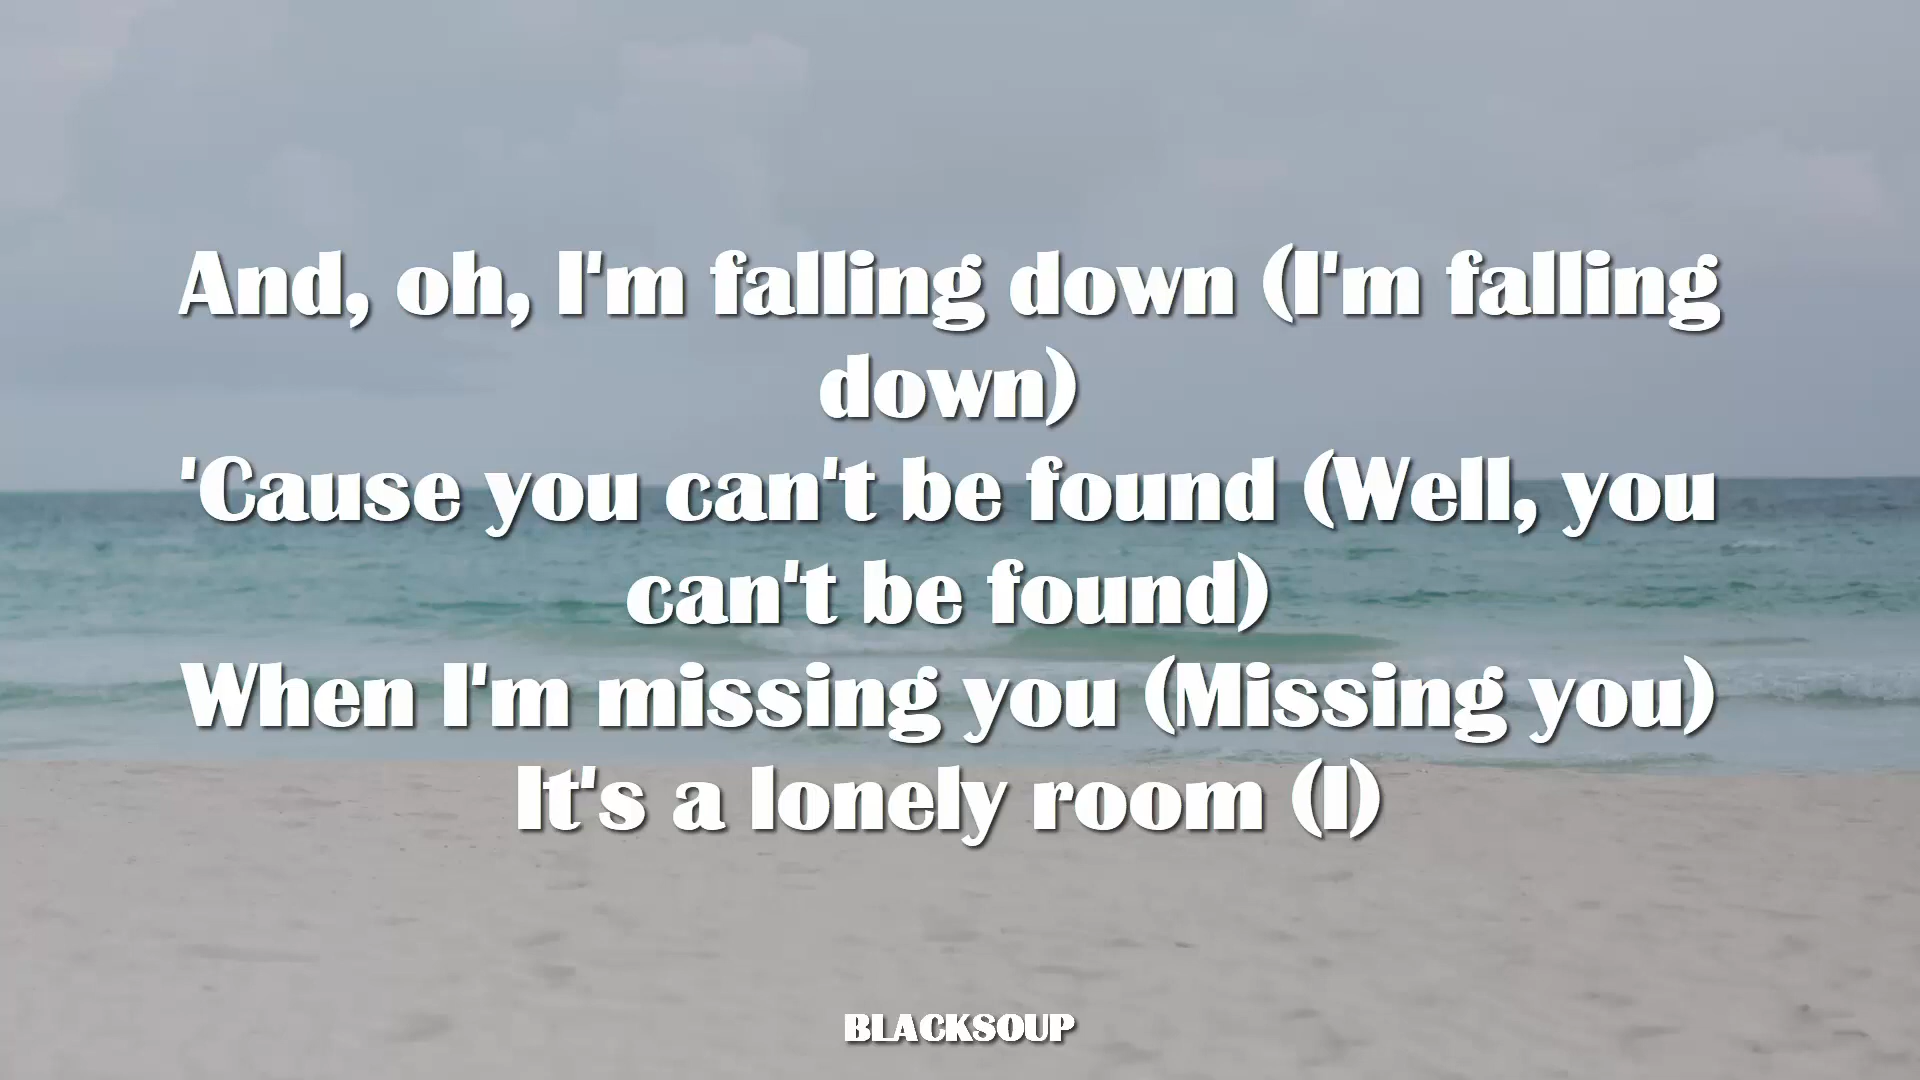 And, oh, I'm falling down (I'm falling
down)
'Cause you can't be found (Well, you
can't be found)
When I'm missing you (Missing you)
It's a lonely room (I)
BLACKSOUP